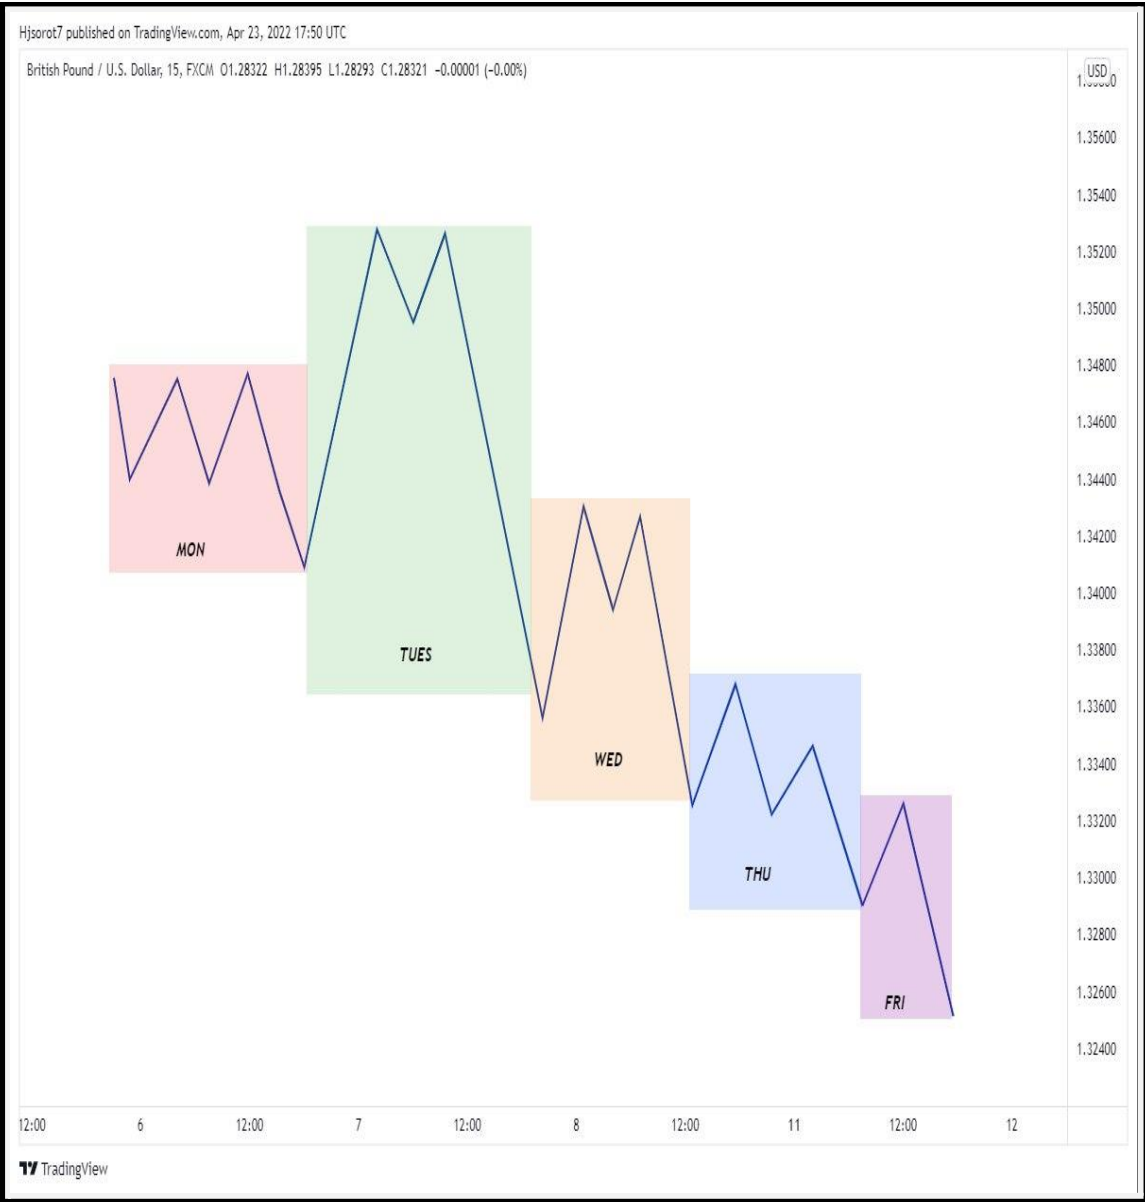 Hjsorot7 published on TradingView.com, Apr 23, 2022 17:50 UTC
British Pound / U.S. Dollar, 15, FXCM O1.28322 H1.28395 L1.28293 C1.28321 −0.00001 (−0.00%)
USD
1.35600
1.35400
1.35200
1.35000
1.34800
1.34600
1.34400
1.34200
1.34000
1.33800
1.33600
1.33400
1.33200
1.33000
1.32800
1.32600
1.32400
MON
TUES
WED
THU
FRI
12:00 6 12:00 7 12:00 8 12:00 11 12:00 12
TradingView